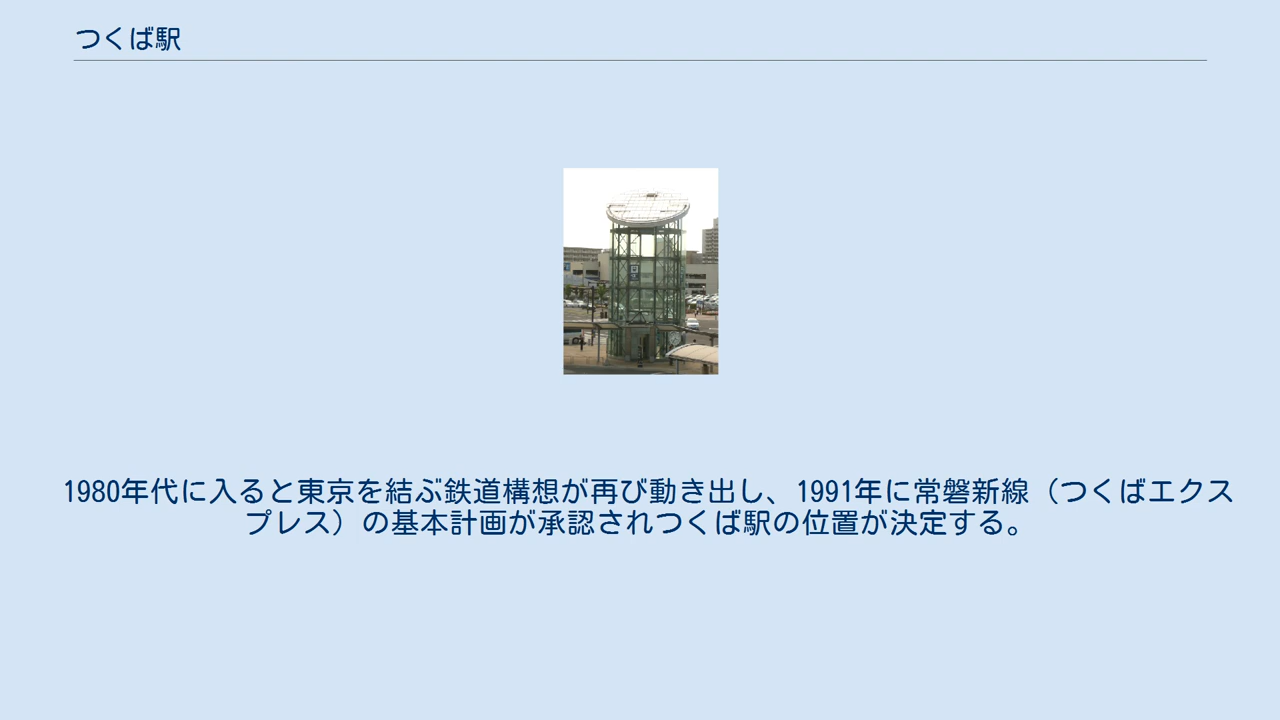 つくば駅
1980年代に入ると東京を結ぶ鉄道構想が再び動き出し、1991年に常磐新線（つくばエクス
プレス）の基本計画が承認されつくば駅の位置が決定する。